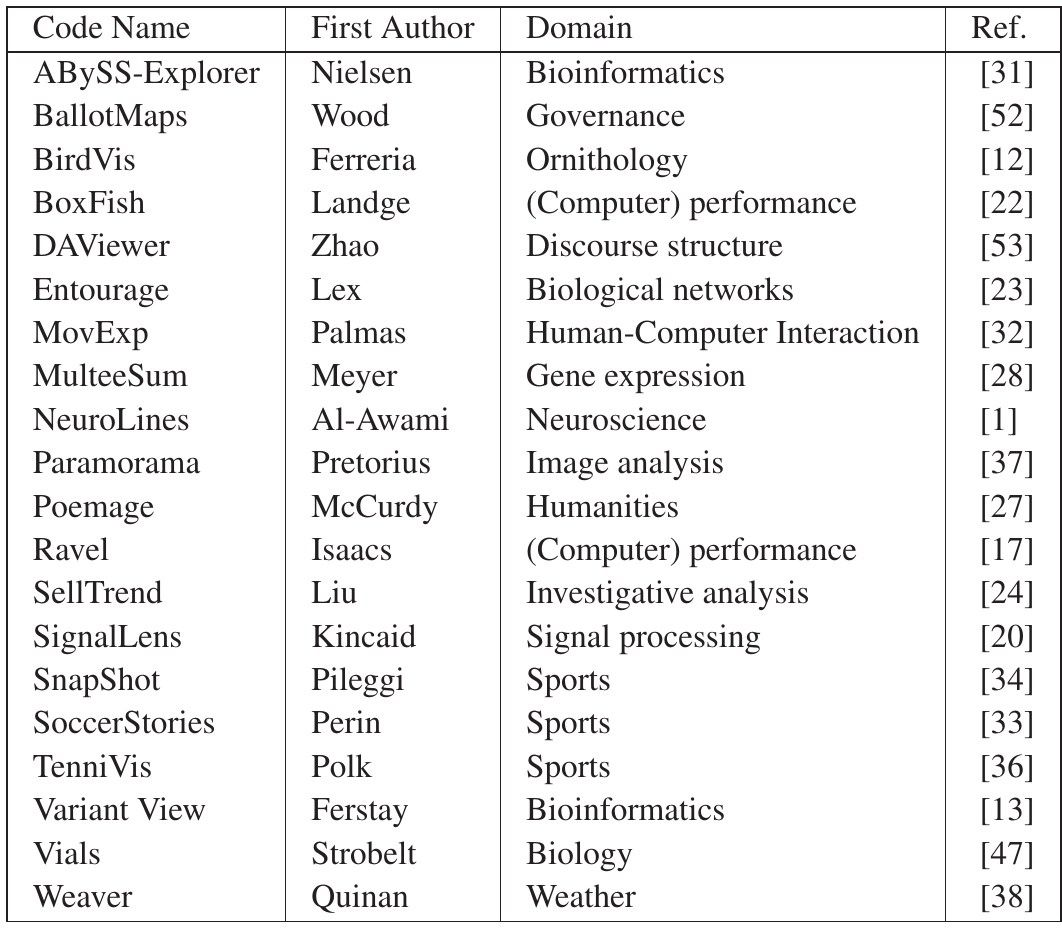 Code Name First Author Domain Ref.
ABySS-Explorer Nielsen Bioinformatics [31]
BallotMaps Wood Governance [52]
BirdVis Ferreria Ornithology [12]
BoxFish Landge (Computer) performance [22]
DAViewer Zhao Discourse structure [53]
Entourage Lex Biological networks [23]
MovExp Palmas Human-Computer Interaction [32]
MulteeSum Meyer Gene expression [28]
NeuroLines Al-Awami Neuroscience [1]
Paramorama Pretorius Image analysis [37]
Poemage McCurdy Humanities [27]
Ravel Isaacs (Computer) performance [17]
SellTrend Liu Investigative analysis [24]
SignalLens Kincaid Signal processing [20]
SnapShot Pileggi Sports [34]
SoccerStories Perin Sports [33]
TenniVis Polk Sports [36]
Variant View Ferstay Bioinformatics [13]
Vials Strobelt Biology [47]
Weaver Quinan Weather [38]